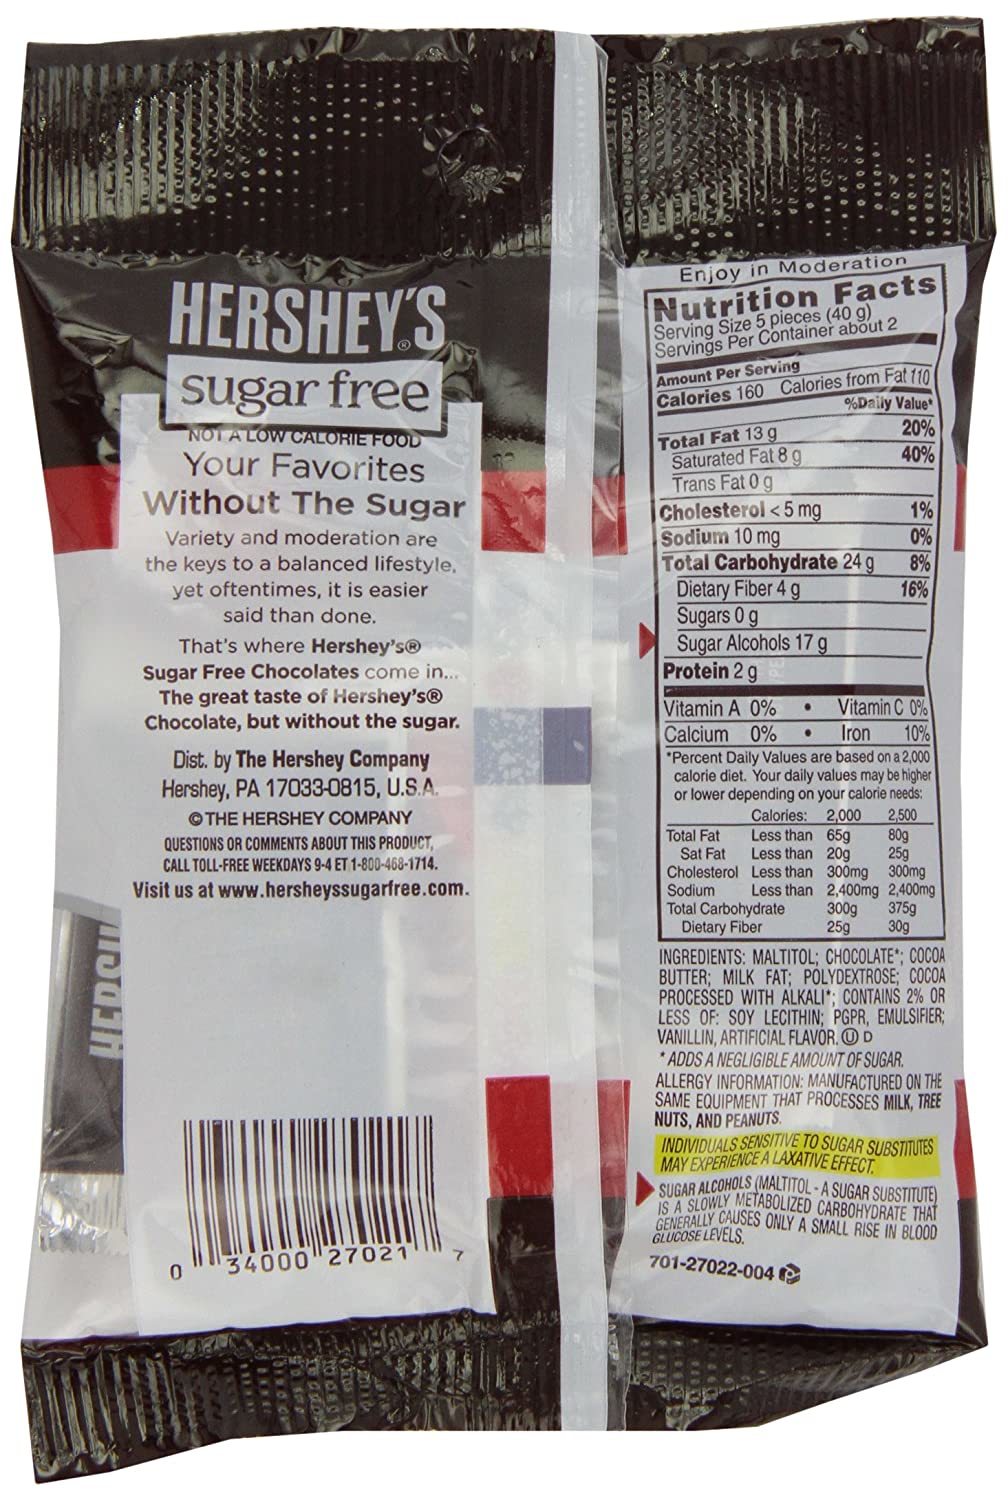 HERSHEY'S®
sugar free
NOT A LOW CALORIE FOOD
Your Favorites
Without The Sugar
Variety and moderation are
the keys to a balanced lifestyle,
yet oftentimes, it is easier
said than done.
That's where Hershey's®
Sugar Free Chocolates come in...
The great taste of Hershey's®
Chocolate, but without the sugar.
Dist. by The Hershey Company
Hershey, PA 17033-0815, U.S.A.
© THE HERSHEY COMPANY
QUESTIONS OR COMMENTS ABOUT THIS PRODUCT,
CALL TOLL-FREE WEEKDAYS 9-4 ET 1-800-468-1714.
Visit us at www.hersheyssugarfree.com.
0 34000 27021 7
Enjoy in Moderation
Nutrition Facts
Serving Size 5 pieces (40 g)
Servings Per Container about 2
Amount Per Serving
Calories 160 Calories from Fat 110
%Daily Value*
Total Fat 13 g 20%
Saturated Fat 8 g 40%
Trans Fat 0 g
Cholesterol < 5 mg 1%
Sodium 10 mg 0%
Total Carbohydrate 24 g 8%
Dietary Fiber 4 g 16%
Sugars 0 g
Sugar Alcohols 17 g
Protein 2 g
Vitamin A 0% • Vitamin C 0%
Calcium 0% • Iron 10%
*Percent Daily Values are based on a 2,000
calorie diet. Your daily values may be higher
or lower depending on your calorie needs:
Calories: 2,000 2,500
Total Fat Less than 65g 80g
Sat Fat Less than 20g 25g
Cholesterol Less than 300mg 300mg
Sodium Less than 2,400mg 2,400mg
Total Carbohydrate 300g 375g
Dietary Fiber 25g 30g
INGREDIENTS: MALTITOL; CHOCOLATE*; COCOA
BUTTER; MILK FAT; POLYDEXTROSE; COCOA
PROCESSED WITH ALKALI*; CONTAINS 2% OR
LESS OF: SOY LECITHIN; PGPR, EMULSIFIER;
VANILLIN, ARTIFICIAL FLAVOR. Ⓤ D
* ADDS A NEGLIGIBLE AMOUNT OF SUGAR.
ALLERGY INFORMATION: MANUFACTURED ON THE
SAME EQUIPMENT THAT PROCESSES MILK, TREE
NUTS, AND PEANUTS.
INDIVIDUALS SENSITIVE TO SUGAR SUBSTITUTES
MAY EXPERIENCE A LAXATIVE EFFECT.
SUGAR ALCOHOLS (MALTITOL - A SUGAR SUBSTITUTE)
IS A SLOWLY METABOLIZED CARBOHYDRATE THAT
GENERALLY CAUSES ONLY A SMALL RISE IN BLOOD
GLUCOSE LEVELS.
701-27022-004